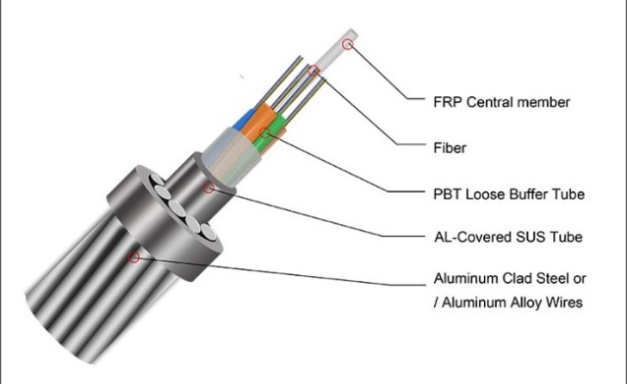 FRP Central member
Fiber
PBT Loose Buffer Tube
AL-Covered SUS Tube
Aluminum Clad Steel or
/ Aluminum Alloy Wires